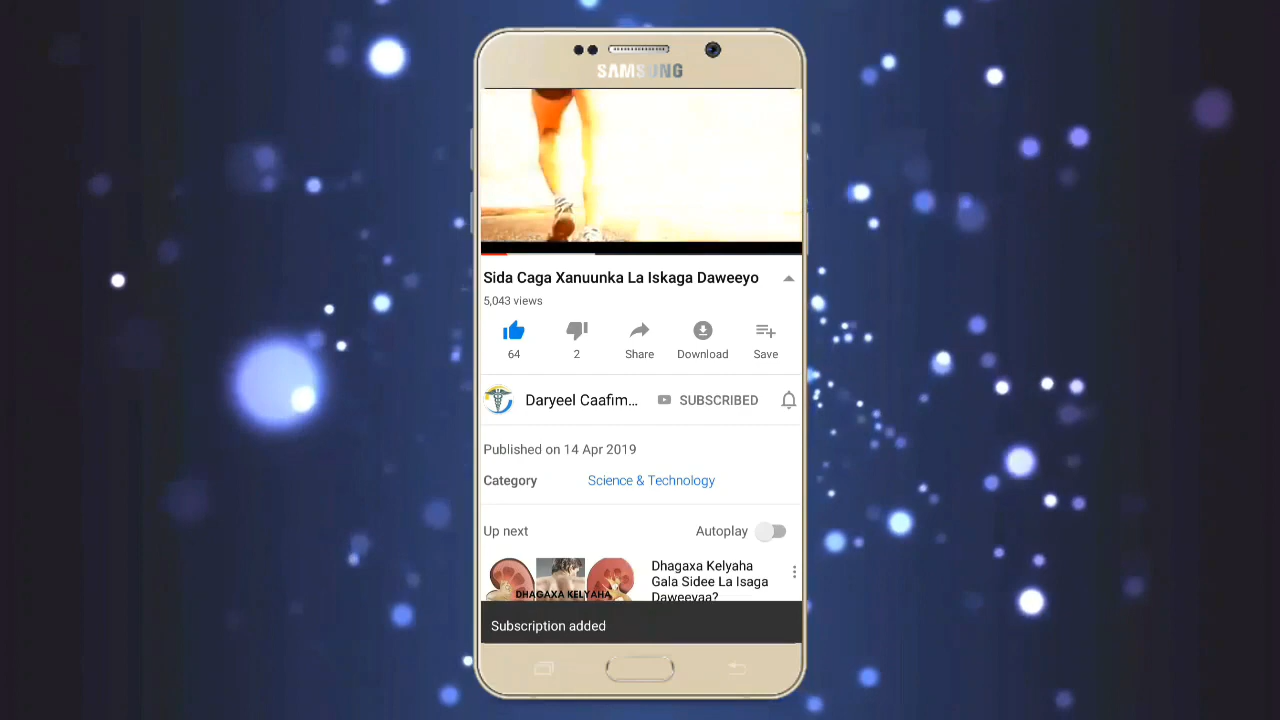 SAMSUNG
Sida Caga Xanuunka La Iskaga Daweeyo
5,043 views
64
2
Share
Download
Save
Daryeel Caafim...
SUBSCRIBED
Published on 14 Apr 2019
Category
Science & Technology
Up next
Autoplay
DHAGAXA KELYAHA
Dhagaxa Kelyaha
Gala Sidee La Isaga
Daweeyaa?
Subscription added